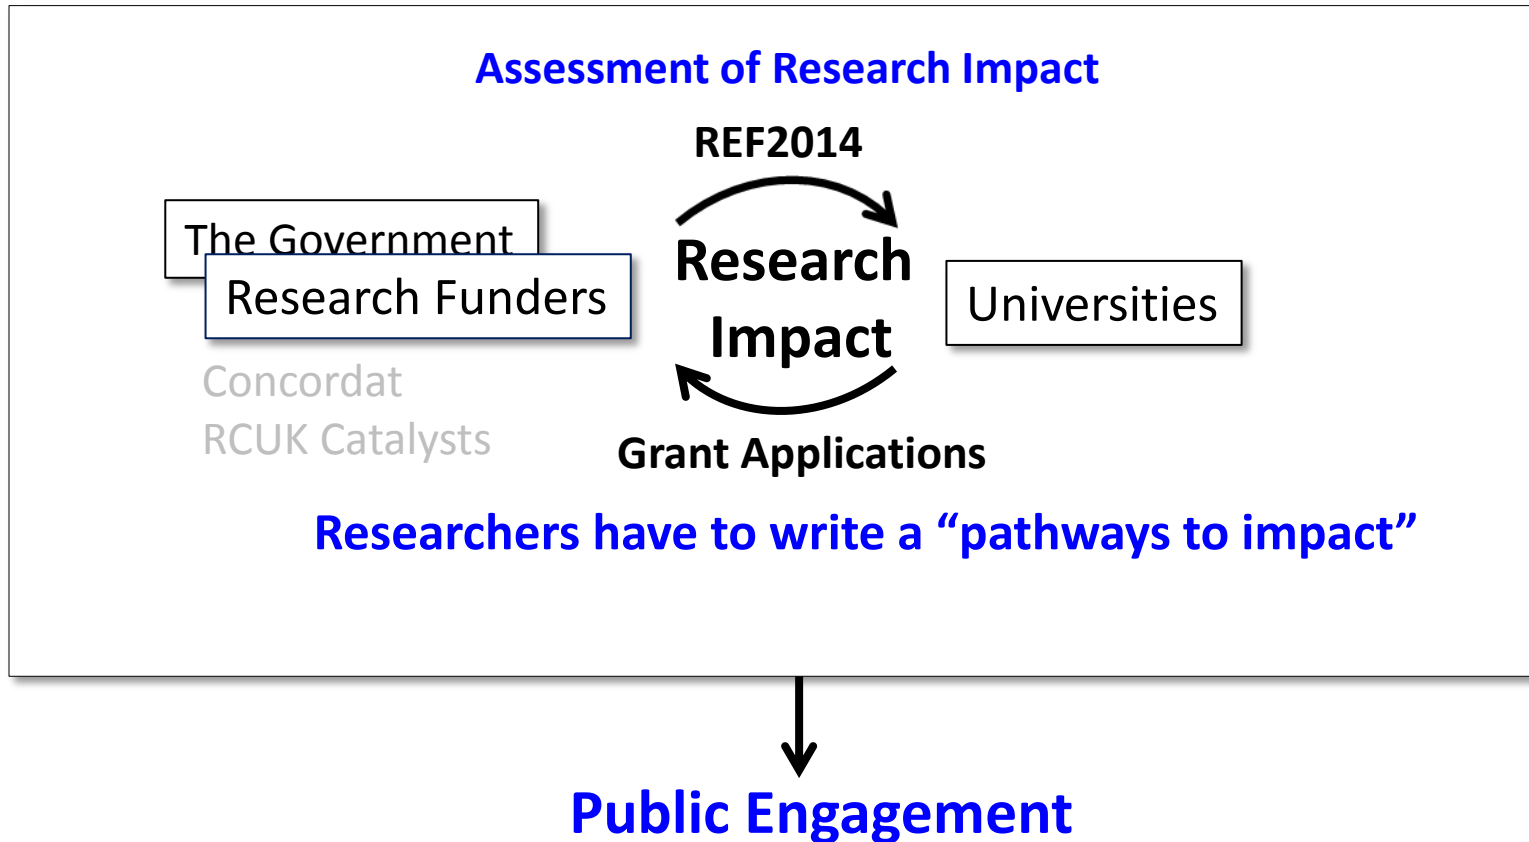 Assessment of Research Impact
REF2014
The Government
Research Funders
Concordat
RCUK Catalysts
Research
Impact
Universities
Grant Applications
Researchers have to write a “pathways to impact”
Public Engagement